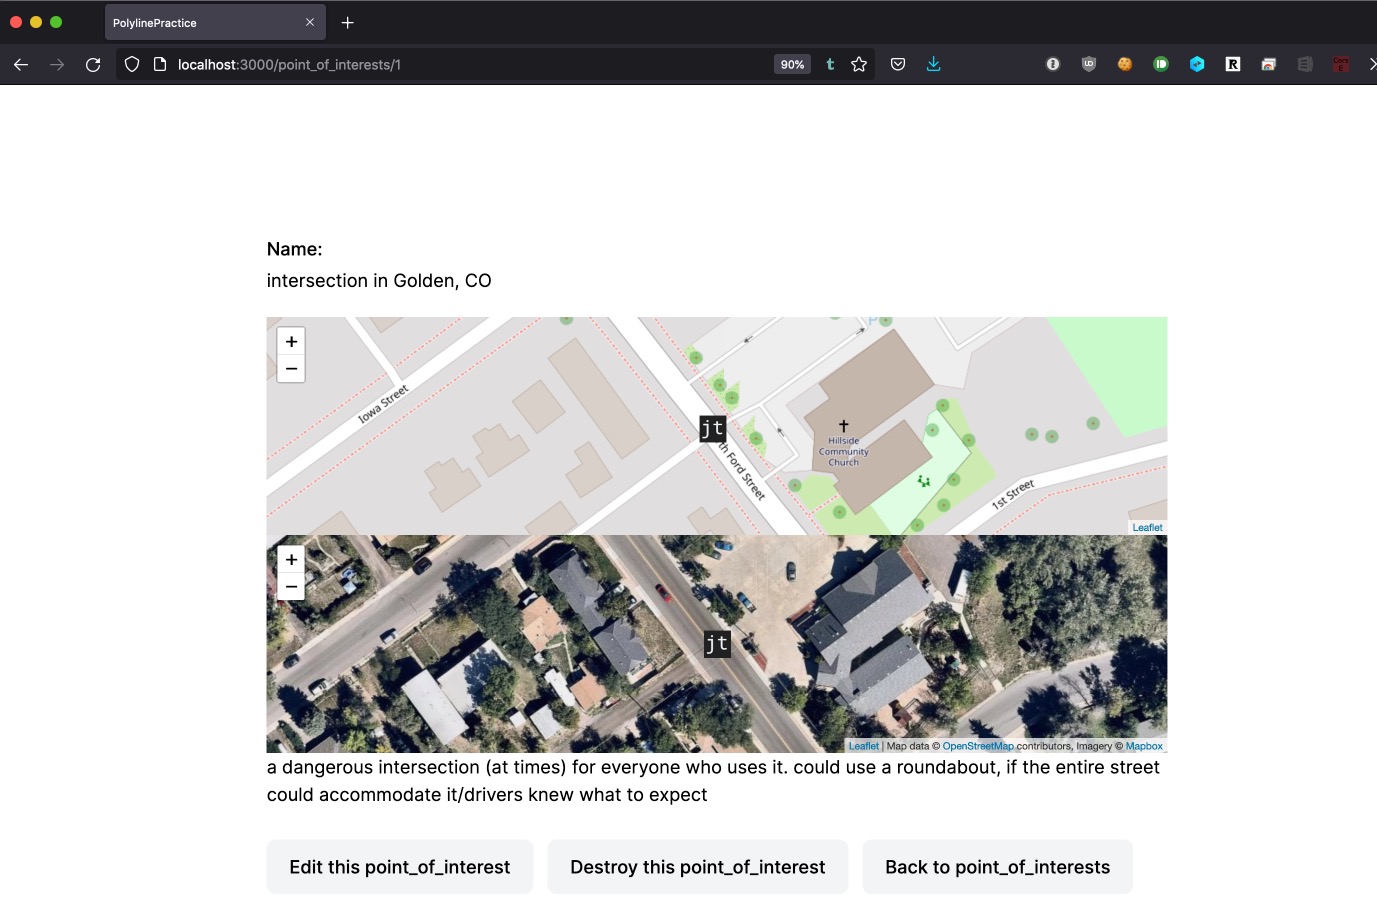 PolylinePractice
localhost:3000/point_of_interests/1
90%
Name:
intersection in Golden, CO
+
−
Iowa Street
P
jt
th Ford Street
Hillside
Community
Church
1st Street
Leaflet
+
−
jt
Leaflet | Map data © OpenStreetMap contributors, Imagery © Mapbox
a dangerous intersection (at times) for everyone who uses it. could use a roundabout, if the entire street
could accommodate it/drivers knew what to expect
Edit this point_of_interest
Destroy this point_of_interest
Back to point_of_interests